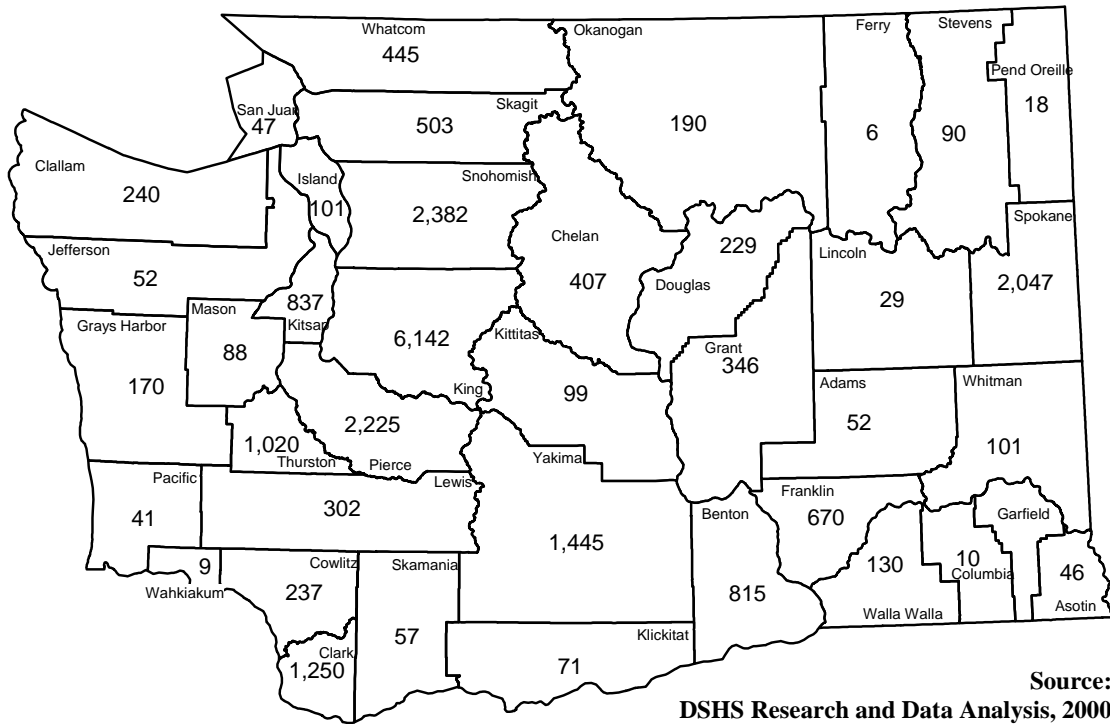 Whatcom
445
Okanogan
190
Ferry
6
Stevens
90
Pend Oreille
18
San Juan
47
Skagit
503
Clallam
240
Island
101
Snohomish
2,382
Chelan
407
229
Douglas
Lincoln
29
Spokane
2,047
Jefferson
52
837
Kitsap
Mason
88
Grays Harbor
170
6,142
King
Kittitas
99
Grant
346
Adams
52
Whitman
101
1,020
Thurston
2,225
Pierce
Yakima
1,445
Pacific
41
Lewis
302
Benton
815
Franklin
670
Garfield
9
Wahkiakum
Cowlitz
237
Skamania
57
130
Walla Walla
10
Columbia
46
Asotin
Clark
1,250
Klickitat
71
Source:
DSHS Research and Data Analysis, 2000